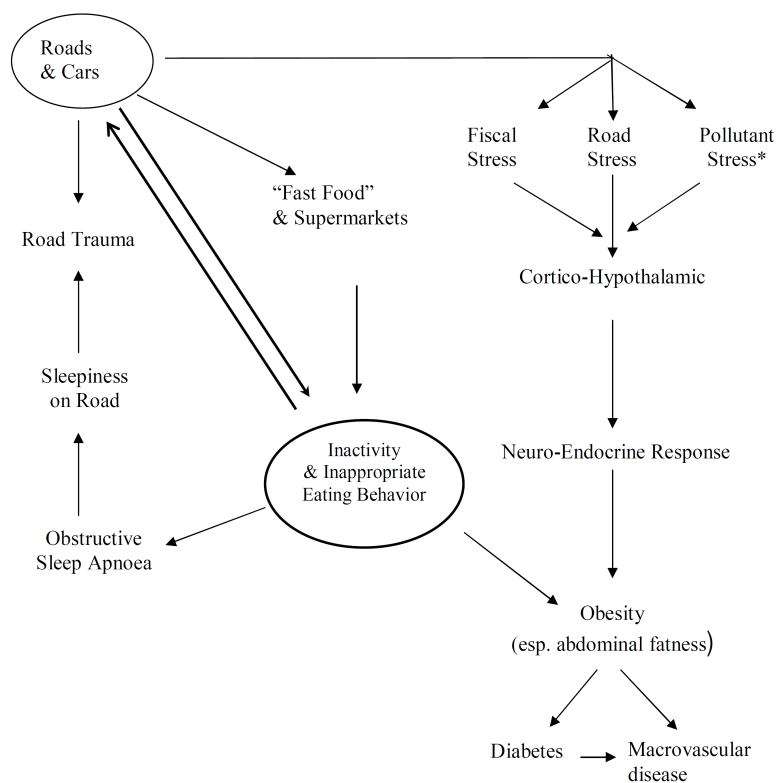 Roads
& Cars
Fiscal
Stress
Road
Stress
Pollutant
Stress*
“Fast Food”
& Supermarkets
Road Trauma
Cortico-Hypothalamic
Sleepiness
on Road
Inactivity
& Inappropriate
Eating Behavior
Neuro-Endocrine Response
Obstructive
Sleep Apnoea
Obesity
(esp. abdominal fatness)
Diabetes
Macrovascular
disease